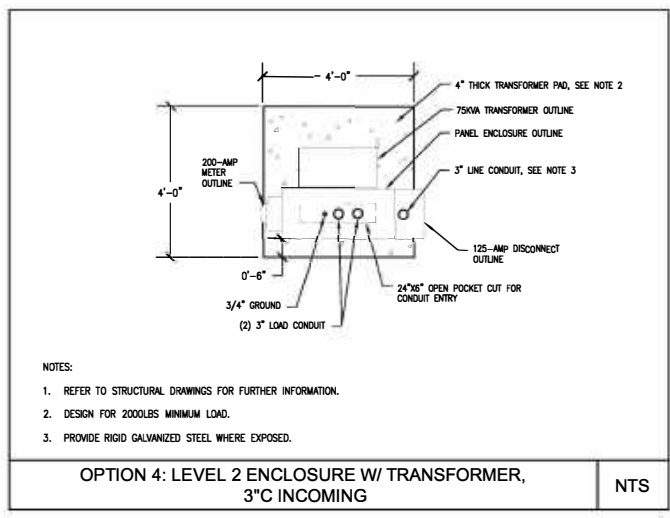 4'-0"
4" THICK TRANSFORMER PAD, SEE NOTE 2
75KVA TRANSFORMER OUTLINE
PANEL ENCLOSURE OUTLINE
200-AMP
METER
OUTLINE
3" LINE CONDUIT, SEE NOTE 3
4'-0"
125-AMP DISCONNECT
OUTLINE
0'-6"
24"X6" OPEN POCKET CUT FOR
CONDUIT ENTRY
3/4" GROUND
(2) 3" LOAD CONDUIT
NOTES:
1. REFER TO STRUCTURAL DRAWINGS FOR FURTHER INFORMATION.
2. DESIGN FOR 2000LBS MINIMUM LOAD.
3. PROVIDE RIGID GALVANIZED STEEL WHERE EXPOSED.
OPTION 4: LEVEL 2 ENCLOSURE W/ TRANSFORMER,
3"C INCOMING
NTS